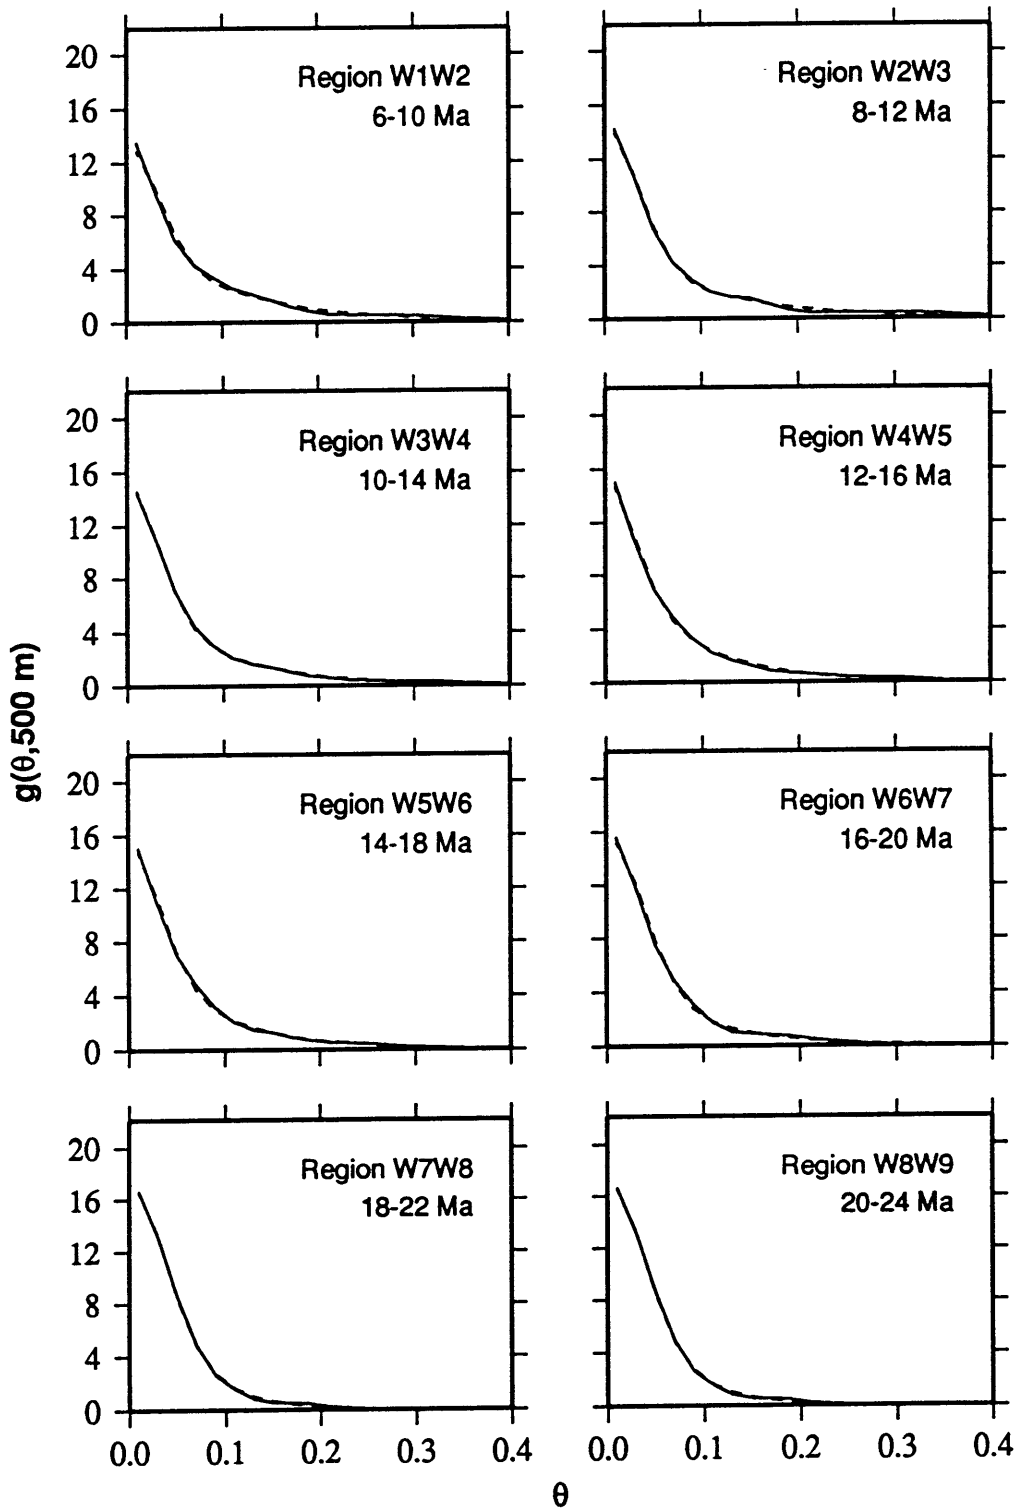 Region W1W2
6-10 Ma
20
16
12
8
4
0
Region W2W3
8-12 Ma
Region W3W4
10-14 Ma
20
16
12
8
4
0
Region W4W5
12-16 Ma
g(θ,500 m)
Region W5W6
14-18 Ma
20
16
12
8
4
0
Region W6W7
16-20 Ma
Region W7W8
18-22 Ma
20
16
12
8
4
0
0.0 0.1 0.2 0.3 0.4
Region W8W9
20-24 Ma
0.0 0.1 0.2 0.3 0.4
θ